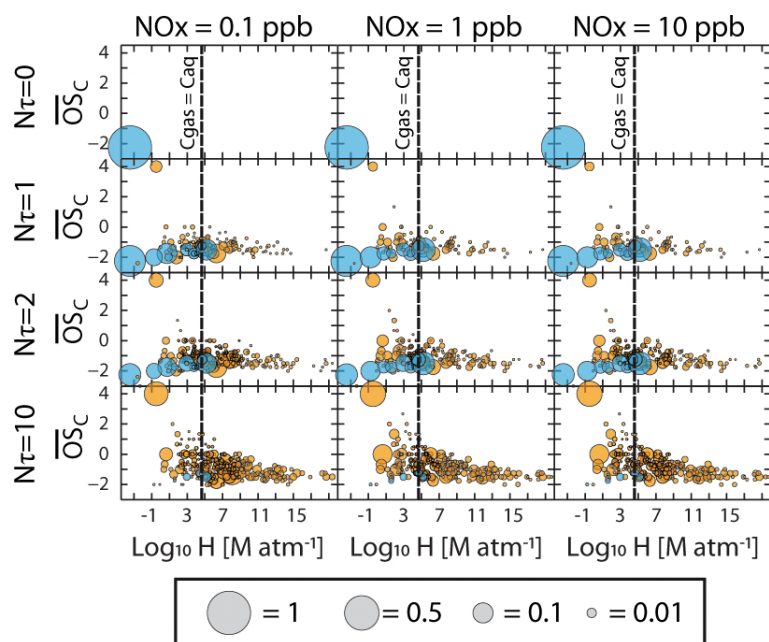 NOx = 0.1 ppb NOx = 1 ppb NOx = 10 ppb
Nτ=0 OSC 4 2 0 −2 Cgas = Caq Cgas = Caq Cgas = Caq
Nτ=1 OSC 4 2 0 −2
Nτ=2 OSC 4 2 0 −2
Nτ=10 OSC 4 2 0 −2
-1 3 7 11 15 -1 3 7 11 15 -1 3 7 11 15
Log₁₀ H [M atm⁻¹] Log₁₀ H [M atm⁻¹] Log₁₀ H [M atm⁻¹]
= 1 = 0.5 = 0.1 = 0.01